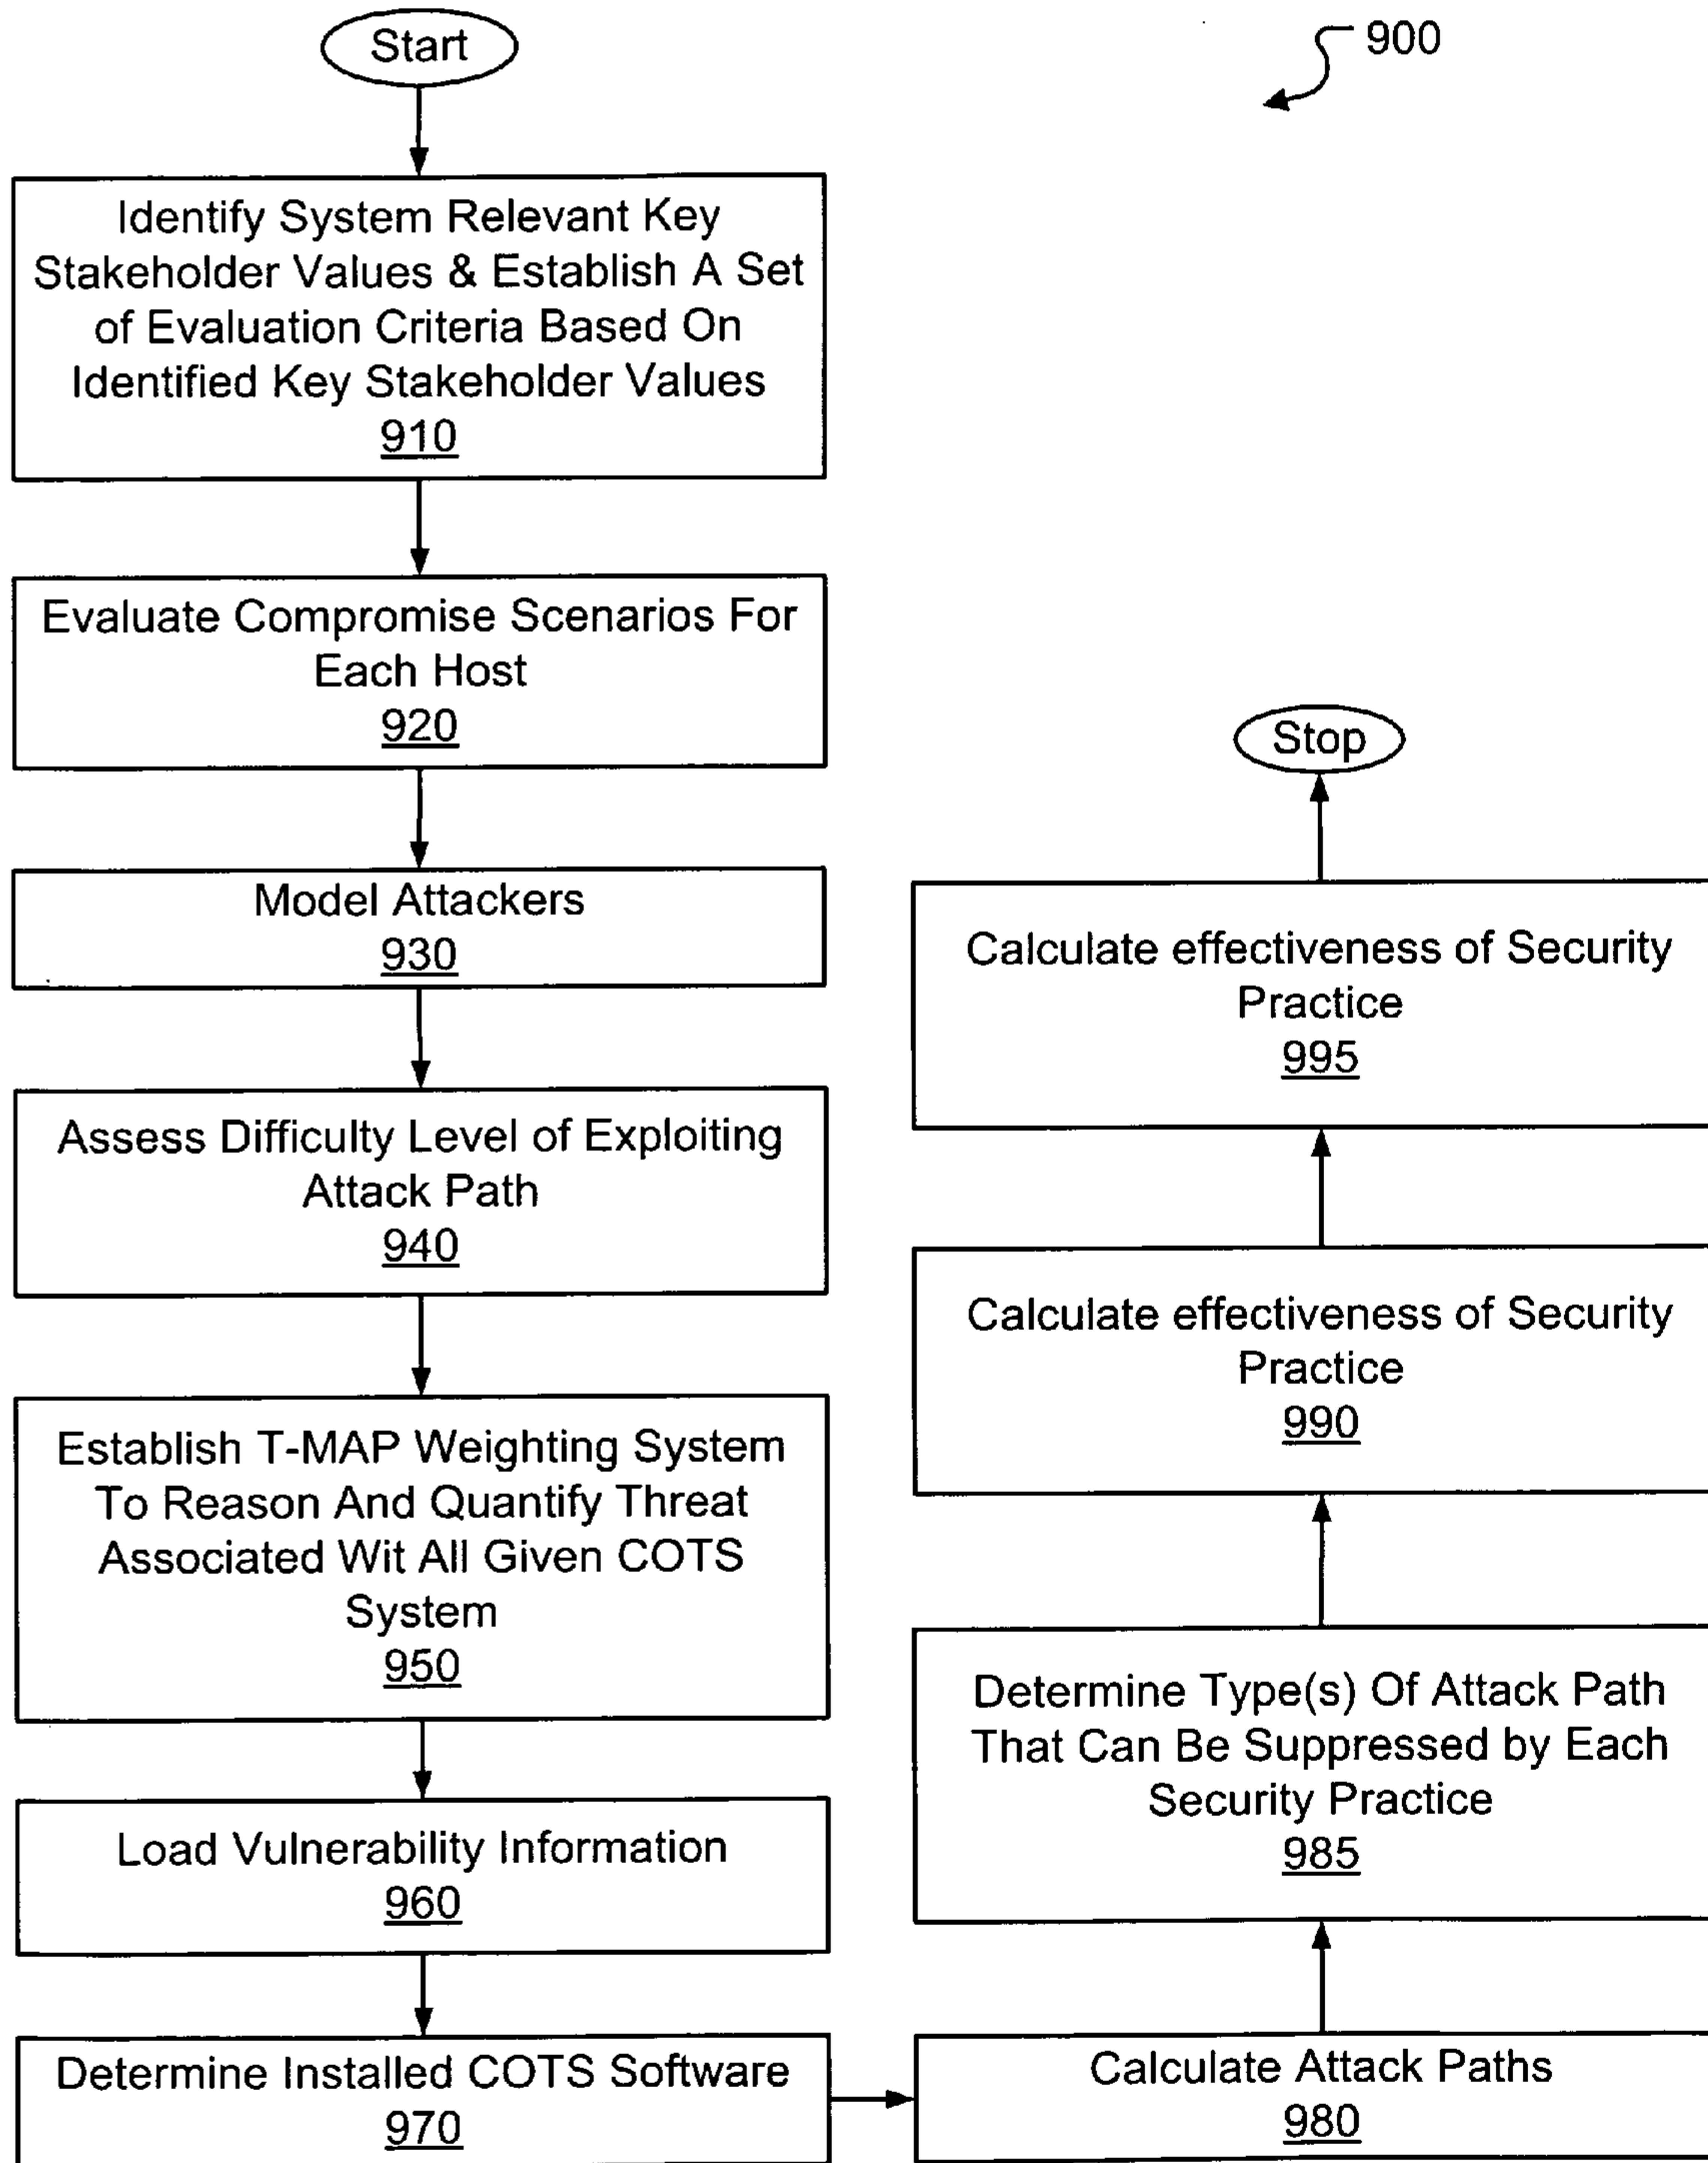 Start
900
Identify System Relevant Key
Stakeholder Values & Establish A Set
of Evaluation Criteria Based On
Identified Key Stakeholder Values
910
Evaluate Compromise Scenarios For
Each Host
920
Model Attackers
930
Assess Difficulty Level of Exploiting
Attack Path
940
Establish T-MAP Weighting System
To Reason And Quantify Threat
Associated Wit All Given COTS
System
950
Load Vulnerability Information
960
Determine Installed COTS Software
970
Calculate Attack Paths
980
Determine Type(s) Of Attack Path
That Can Be Suppressed by Each
Security Practice
985
Calculate effectiveness of Security
Practice
990
Calculate effectiveness of Security
Practice
995
Stop